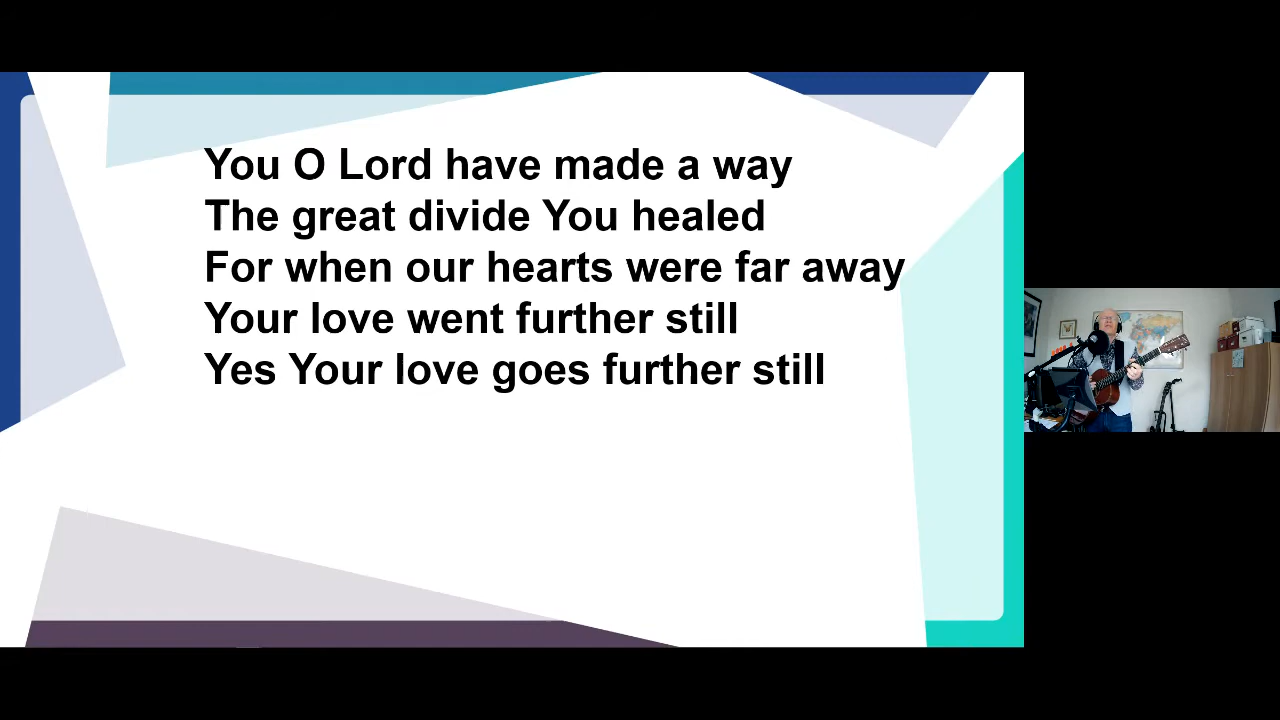 You O Lord have made a way
The great divide You healed
For when our hearts were far away
Your love went further still
Yes Your love goes further still